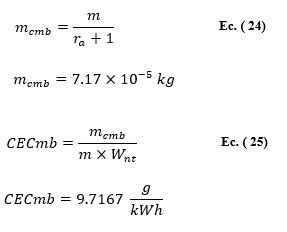 m_cmb = m / (r_a + 1) Ec. ( 24)
m_cmb = 7.17 × 10^-5 kg
CECmb = m_cmb / (m × W_nt) Ec. ( 25)
CECmb = 9.7167 g / kWh